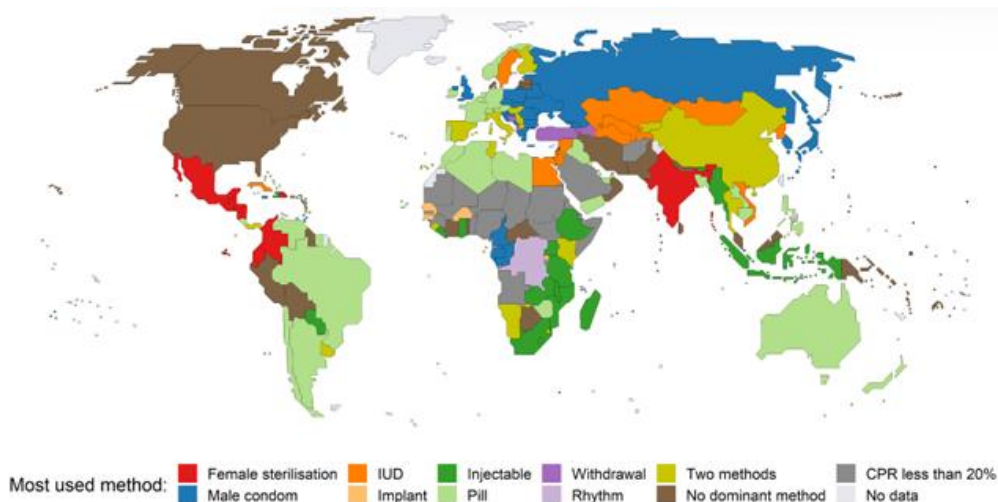 Most used method:
Female sterilisation IUD Injectable Withdrawal Two methods CPR less than 20%
Male condom Implant Pill Rhythm No dominant method No data